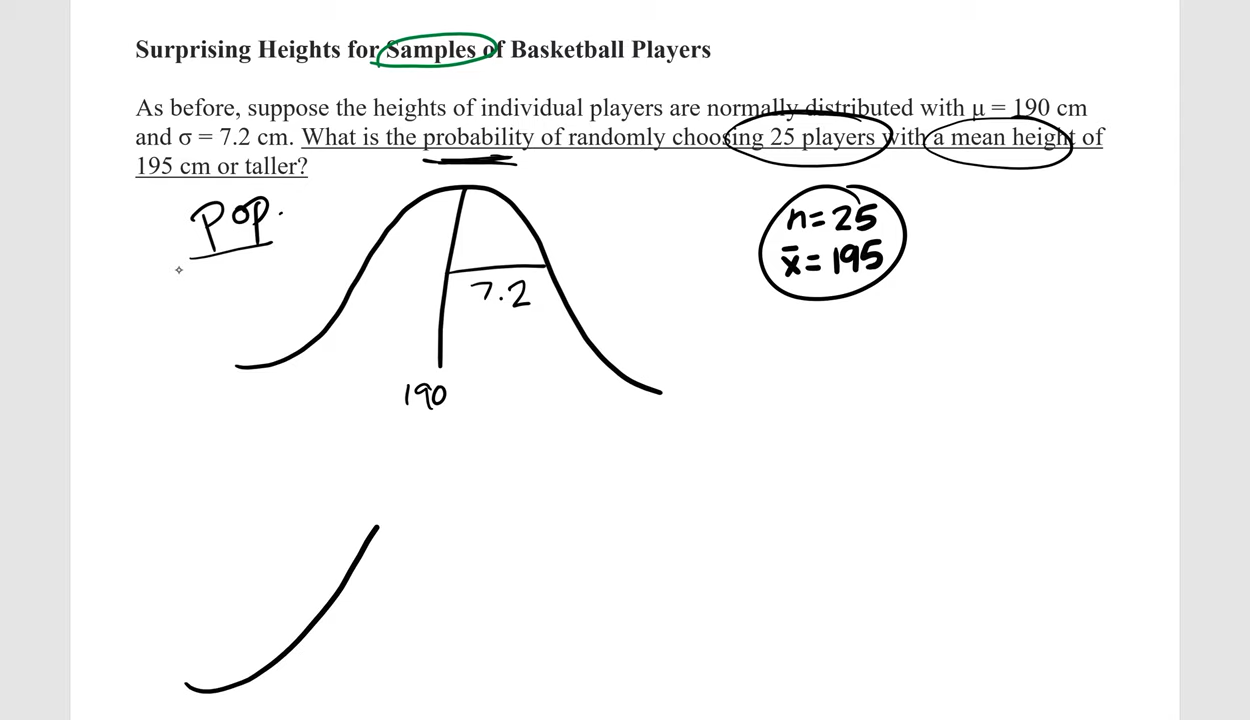 Surprising Heights for Samples of Basketball Players
As before, suppose the heights of individual players are normally distributed with μ = 190 cm
and σ = 7.2 cm. What is the probability of randomly choosing 25 players with a mean height of
195 cm or taller?
Pop.
n=25
x̄=195
7.2
190